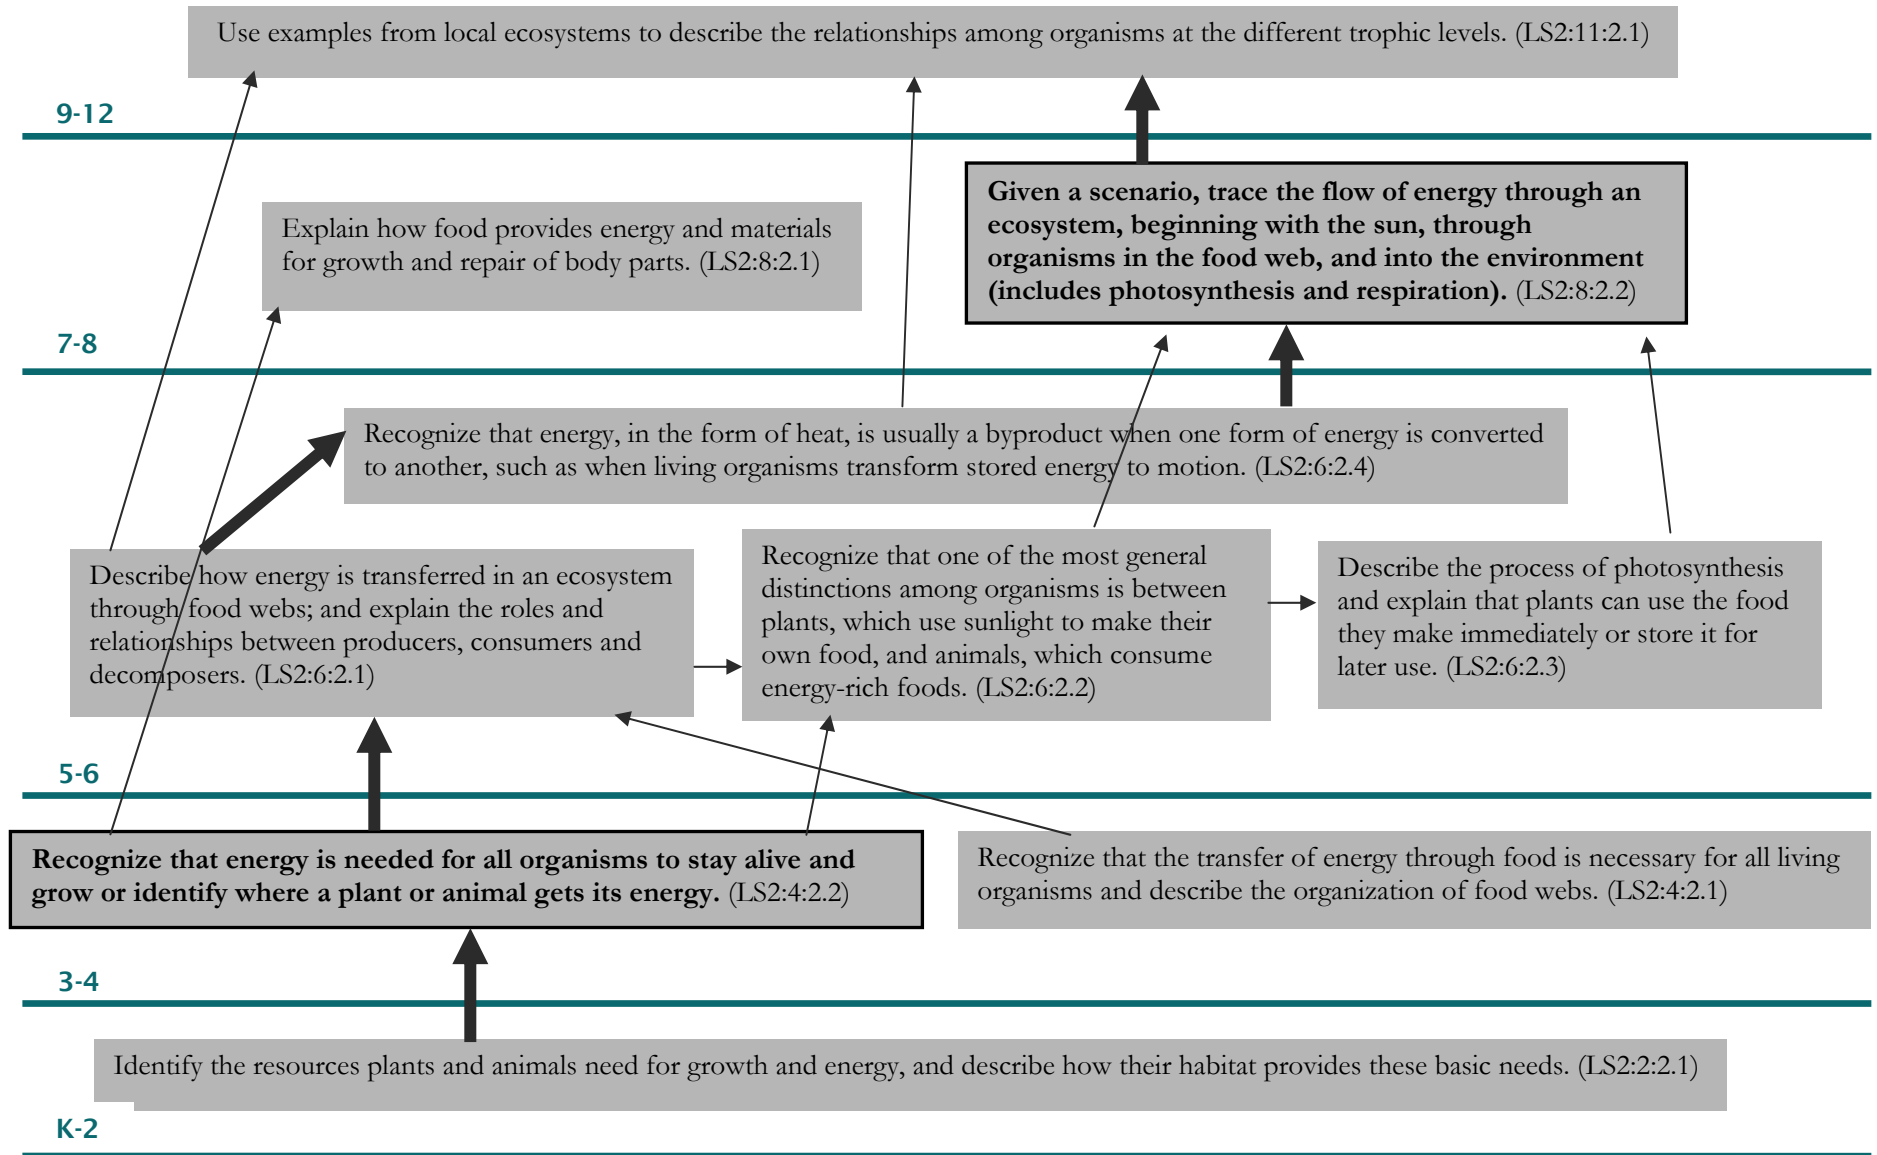 Use examples from local ecosystems to describe the relationships among organisms at the different trophic levels. (LS2:11:2.1)
9-12
Given a scenario, trace the flow of energy through an
ecosystem, beginning with the sun, through
organisms in the food web, and into the environment
(includes photosynthesis and respiration). (LS2:8:2.2)
Explain how food provides energy and materials
for growth and repair of body parts. (LS2:8:2.1)
7-8
Recognize that energy, in the form of heat, is usually a byproduct when one form of energy is converted
to another, such as when living organisms transform stored energy to motion. (LS2:6:2.4)
Describe how energy is transferred in an ecosystem
through food webs; and explain the roles and
relationships between producers, consumers and
decomposers. (LS2:6:2.1)
Recognize that one of the most general
distinctions among organisms is between
plants, which use sunlight to make their
own food, and animals, which consume
energy-rich foods. (LS2:6:2.2)
Describe the process of photosynthesis
and explain that plants can use the food
they make immediately or store it for
later use. (LS2:6:2.3)
5-6
Recognize that energy is needed for all organisms to stay alive and
grow or identify where a plant or animal gets its energy. (LS2:4:2.2)
Recognize that the transfer of energy through food is necessary for all living
organisms and describe the organization of food webs. (LS2:4:2.1)
3-4
Identify the resources plants and animals need for growth and energy, and describe how their habitat provides these basic needs. (LS2:2:2.1)
K-2